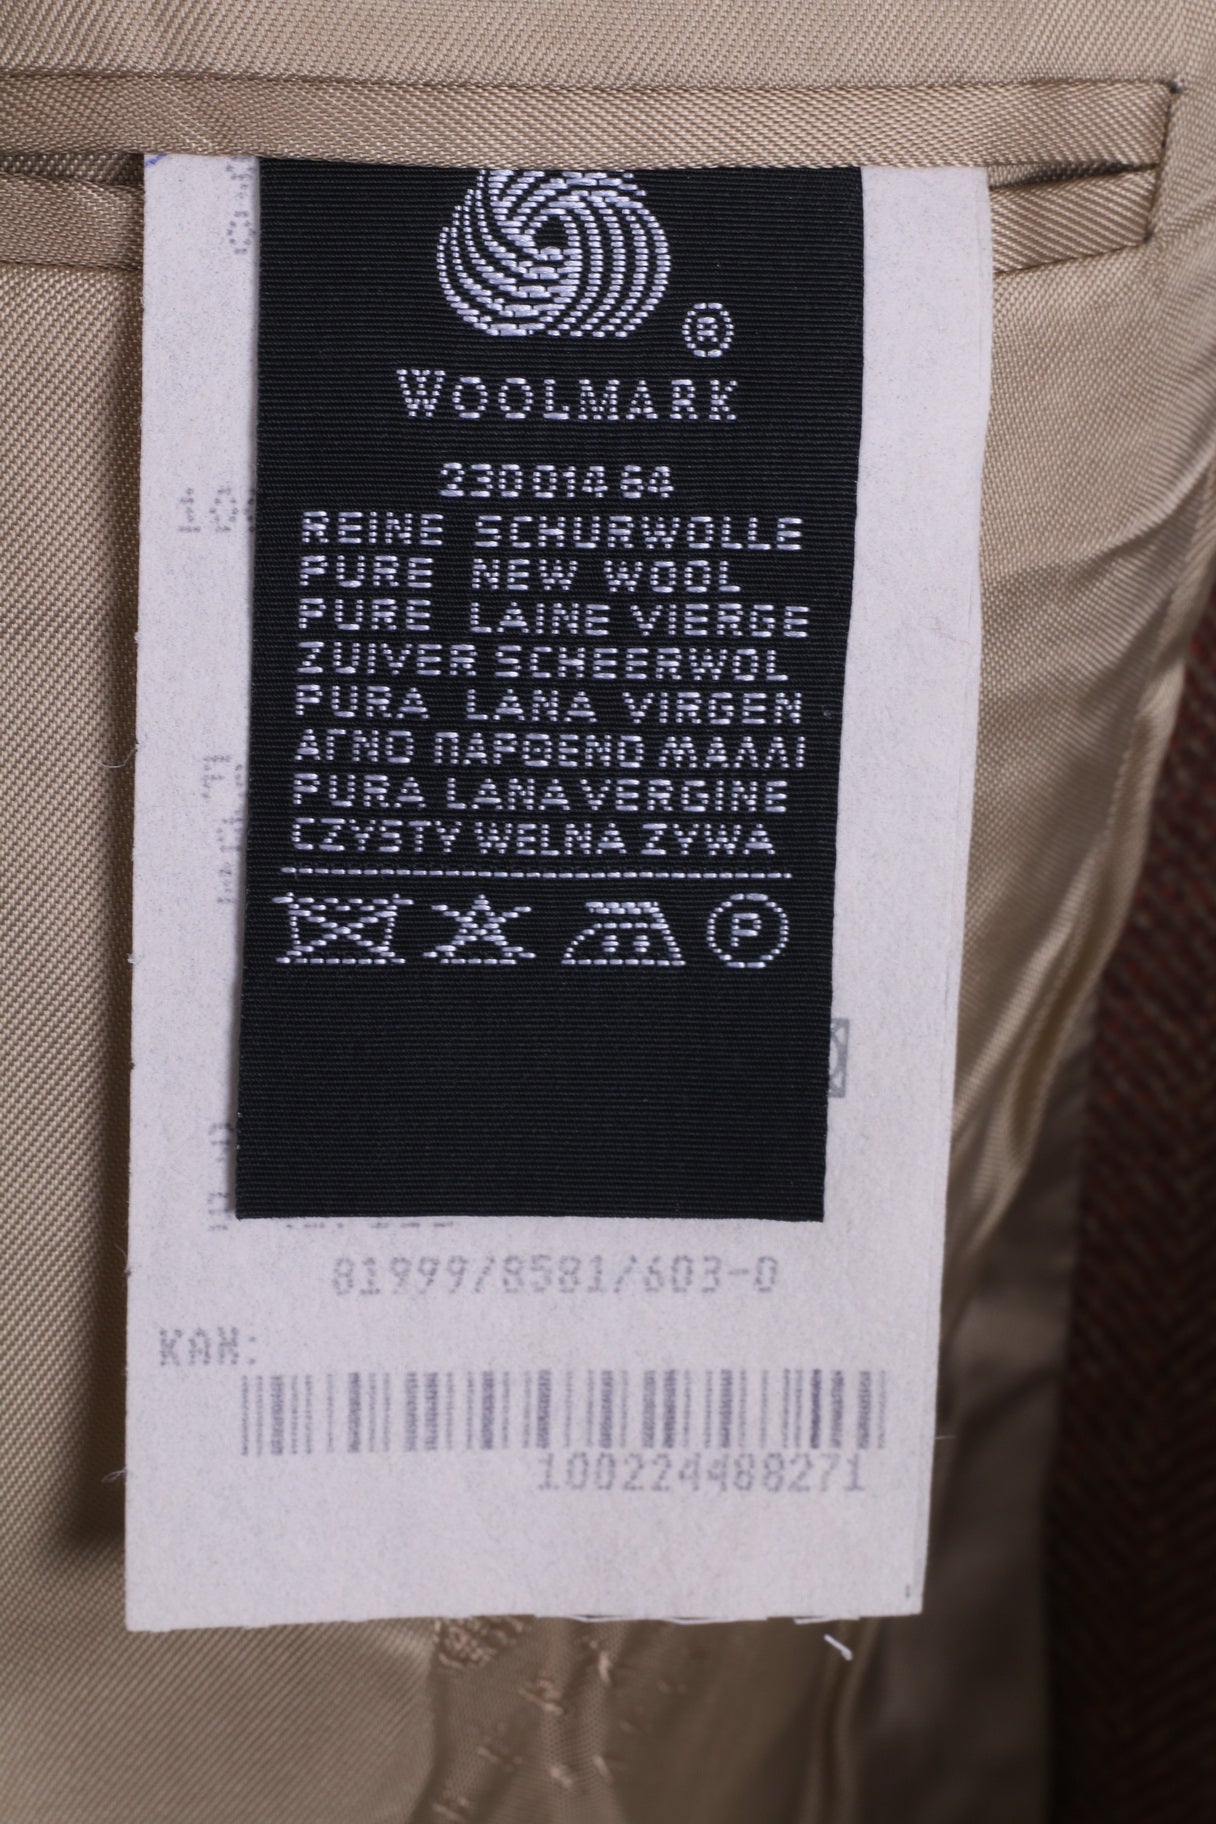 ®
WOOLMARK
230 014 64
REINE SCHURWOLLE
PURE NEW WOOL
PURE LAINE VIERGE
ZUIVER SCHEERWOL
PURA LANA VIRGEN
ΑΓΝΟ ΠΑΡΘΕΝΟ ΜΑΛΛΙ
PURA LANA VERGINE
CZYSTY WELNA ZYWA
P
81999/8581/603-0
KAM:
100224488271